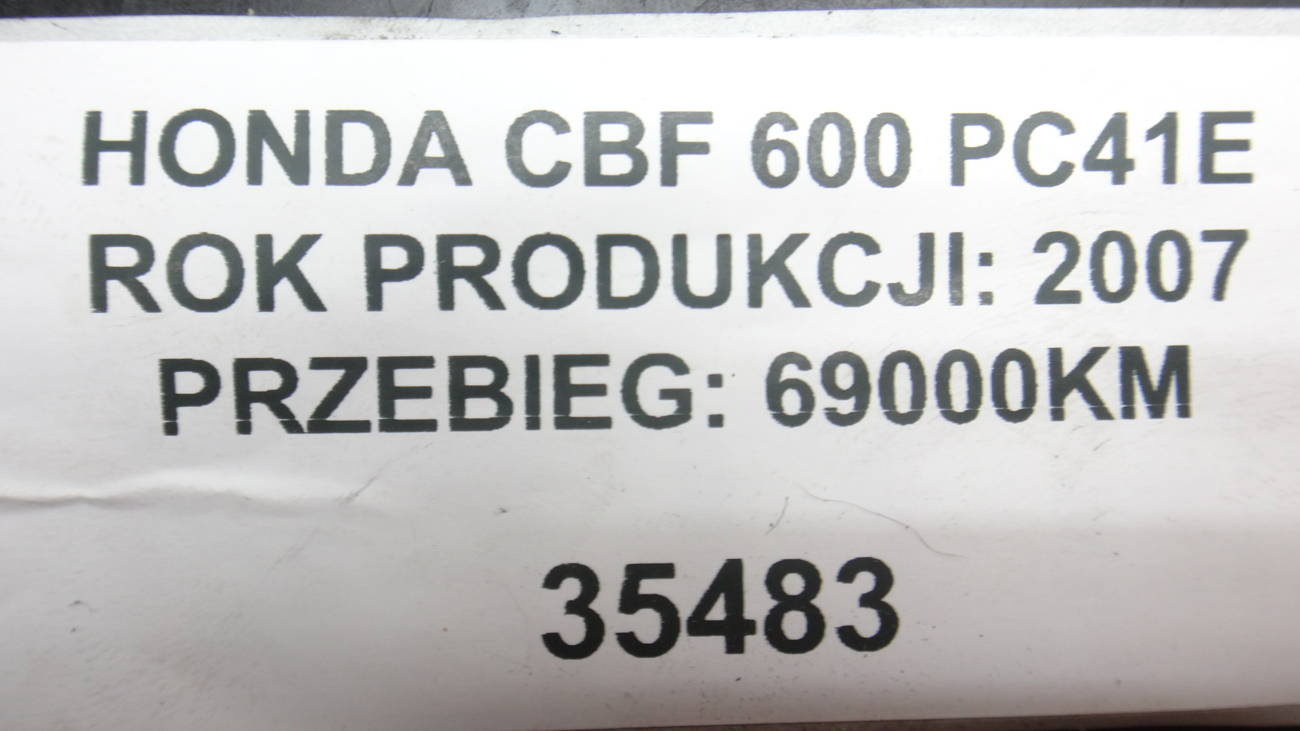 HONDA CBF 600 PC41E
ROK PRODUKCJI: 2007
PRZEBIEG: 69000KM
35483